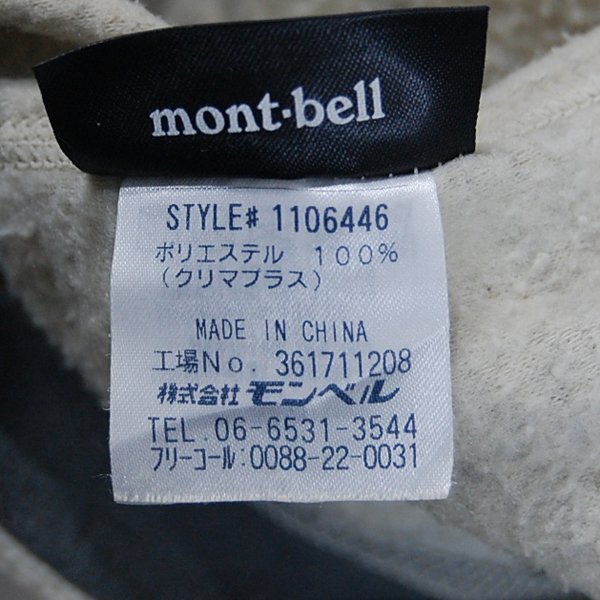 mont·bell
STYLE# 1106446
ポリエステル 100%
(クリマプラス)
MADE IN CHINA
工場No. 361711208
株式会社 モンベル
TEL.06-6531-3544
フリーコール:0088-22-0031